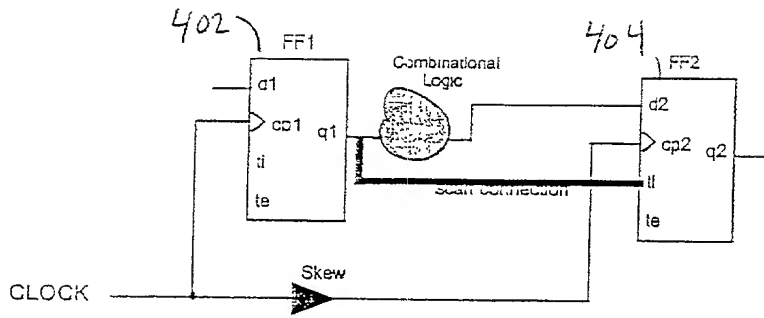 402
404
FF1
Combinational
Logic
FF2
d1
cp1
q1
ti
te
d2
cp2
q2
ti
te
scan connection
Skew
CLOCK